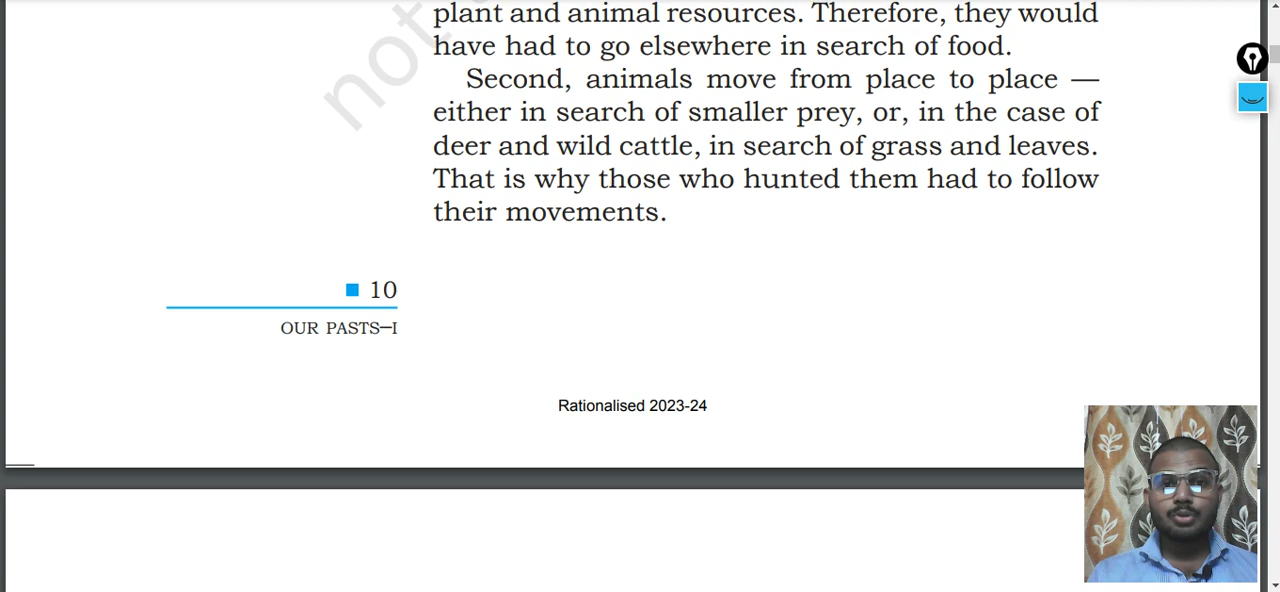 plant and animal resources. Therefore, they would
have had to go elsewhere in search of food.
Second, animals move from place to place —
either in search of smaller prey, or, in the case of
deer and wild cattle, in search of grass and leaves.
That is why those who hunted them had to follow
their movements.
not
■ 10
OUR PASTS–I
Rationalised 2023-24